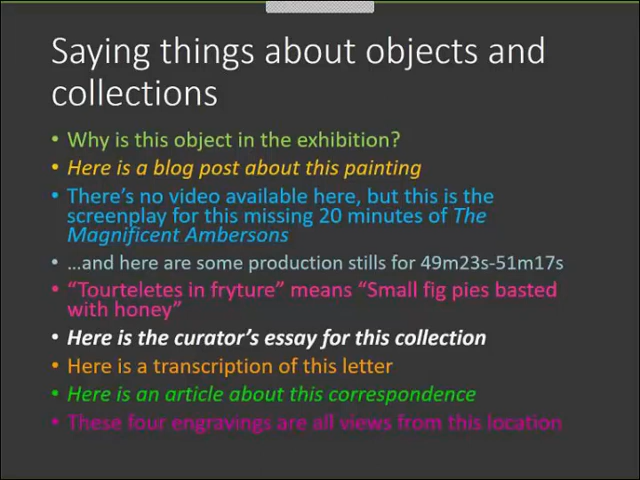 Saying things about objects and
collections
• Why is this object in the exhibition?
• Here is a blog post about this painting
• There's no video available here, but this is the
screenplay for this missing 20 minutes of The
Magnificent Ambersons
• …and here are some production stills for 49m23s-51m17s
• "Tourteletes in fryture" means "Small fig pies basted
with honey"
• Here is the curator's essay for this collection
• Here is a transcription of this letter
• Here is an article about this correspondence
• These four engravings are all views from this location